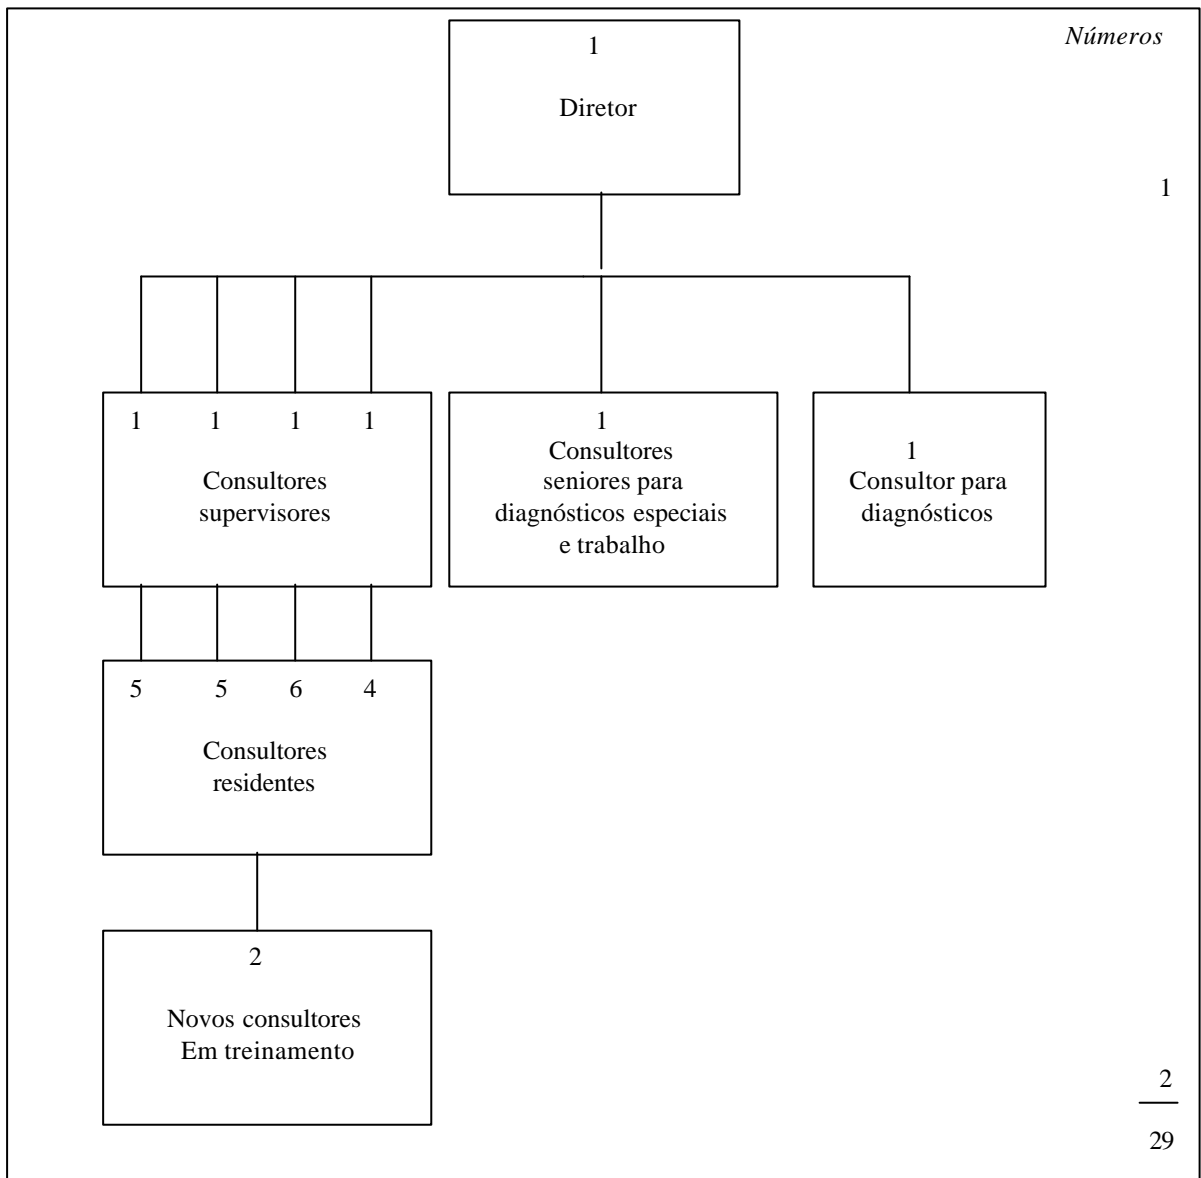 Números
1
Diretor
1
1 1 1 1
Consultores
supervisores
1
Consultores
seniores para
diagnósticos especiais
e trabalho
1
Consultor para
diagnósticos
5 5 6 4
Consultores
residentes
2
Novos consultores
Em treinamento
2
29